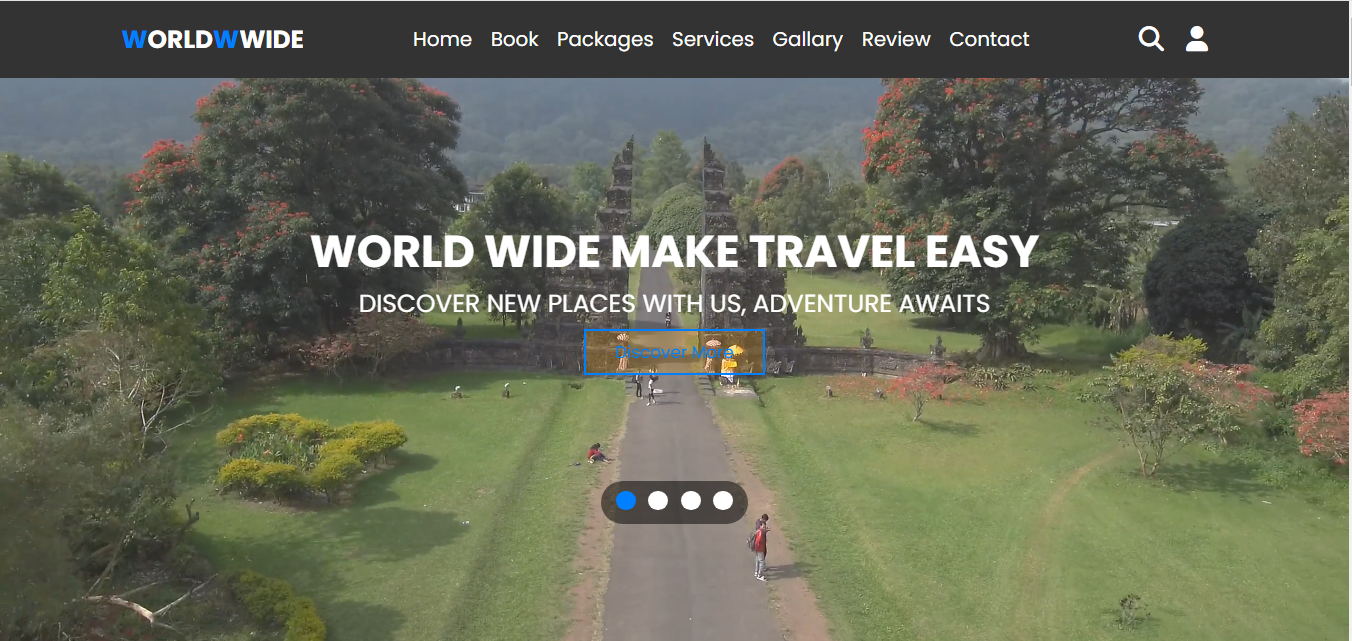 WORLDWWIDE
Home Book Packages Services Gallary Review Contact
WORLD WIDE MAKE TRAVEL EASY
DISCOVER NEW PLACES WITH US, ADVENTURE AWAITS
Discover More